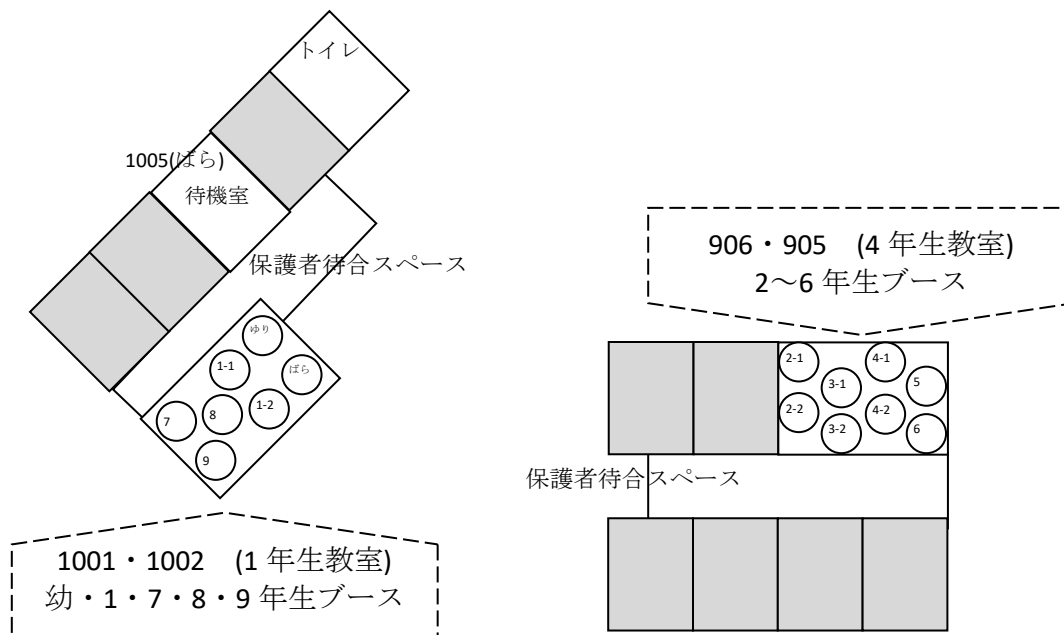 トイレ
1005(ばら)
待機室
保護者待合スペース
ゆり
1-1
ばら
1-2
7
8
9
1001・1002 (1 年生教室)
幼・1・7・8・9 年生ブース
906・905 (4 年生教室)
2～6 年生ブース
2-1
4-1
3-1
5
2-2
4-2
3-2
6
保護者待合スペース